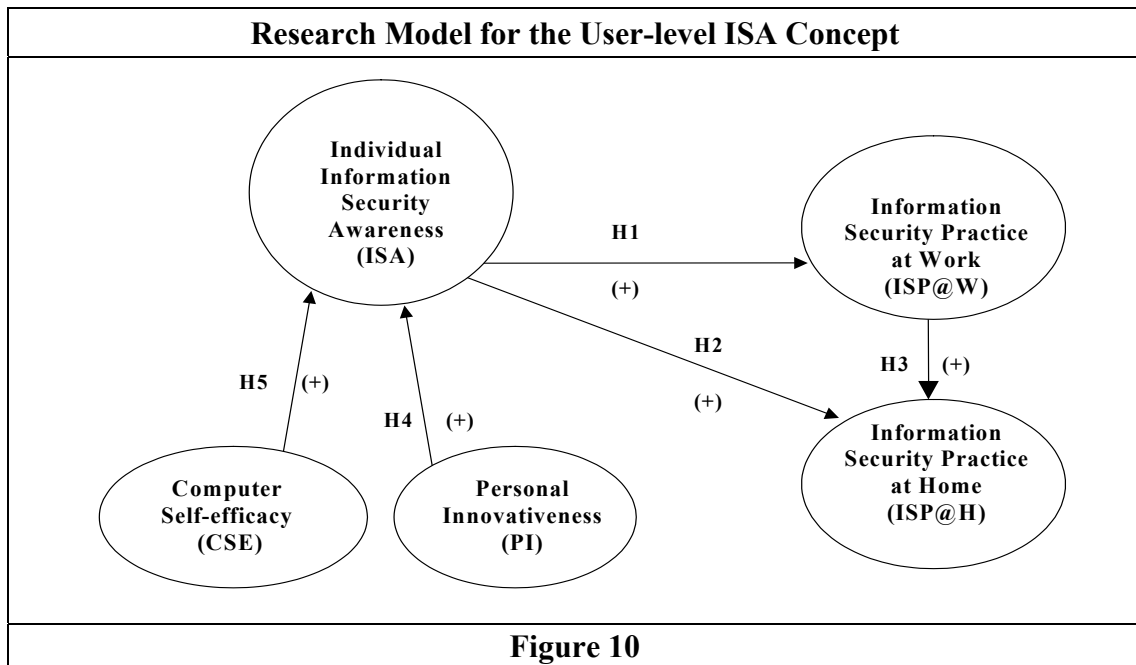 Research Model for the User-level ISA Concept
Individual
Information
Security
Awareness
(ISA)
H1
(+)
Information
Security Practice
at Work
(ISP@W)
H2
(+)
H3 (+)
H5 (+)
H4 (+)
Information
Security Practice
at Home
(ISP@H)
Computer
Self-efficacy
(CSE)
Personal
Innovativeness
(PI)
Figure 10